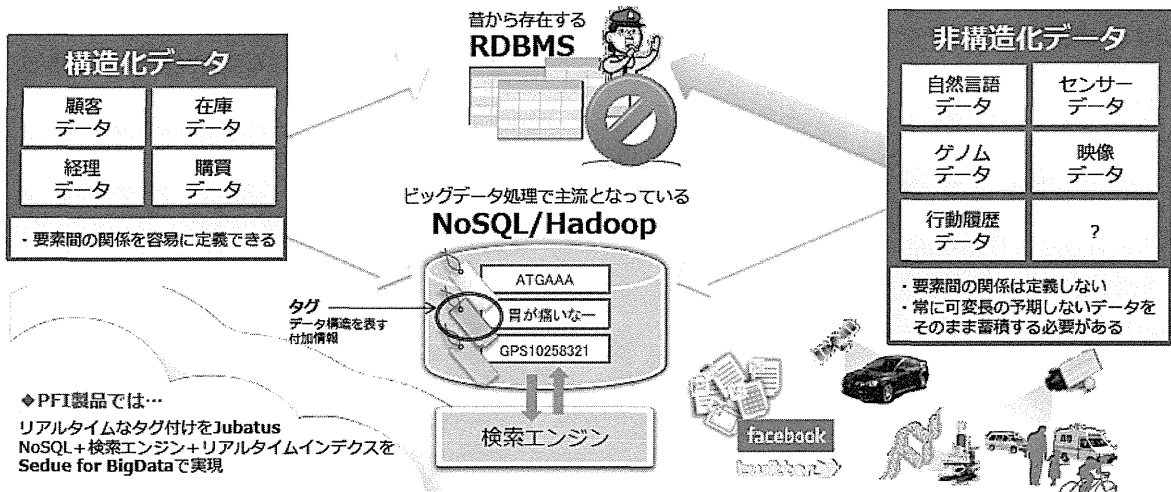 構造化データ
顧客
データ
在庫
データ
経理
データ
購買
データ
・要素間の関係を容易に定義できる
昔から存在する
RDBMS
ビッグデータ処理で主流となっている
NoSQL/Hadoop
ATGAAA
胃が痛いなー
GPS10258321
タグ
データ構造を表す
付加情報
検索エンジン
非構造化データ
自然言語
データ
センサー
データ
ゲノム
データ
映像
データ
行動履歴
データ
?
・要素間の関係は定義しない
・常に可変長の予期しないデータを
そのまま蓄積する必要がある
facebook
twitter
◆PFI製品では…
リアルタイムなタグ付けをJubatus
NoSQL+検索エンジン+リアルタイムインデクスを
Sedue for BigDataで実現